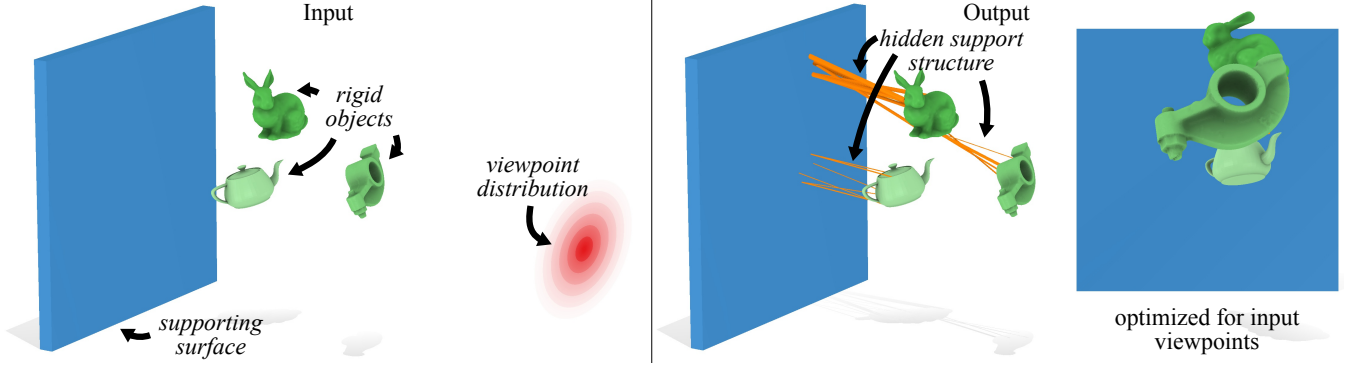 Input
rigid
objects
viewpoint
distribution
supporting
surface
Output
hidden support
structure
optimized for input
viewpoints